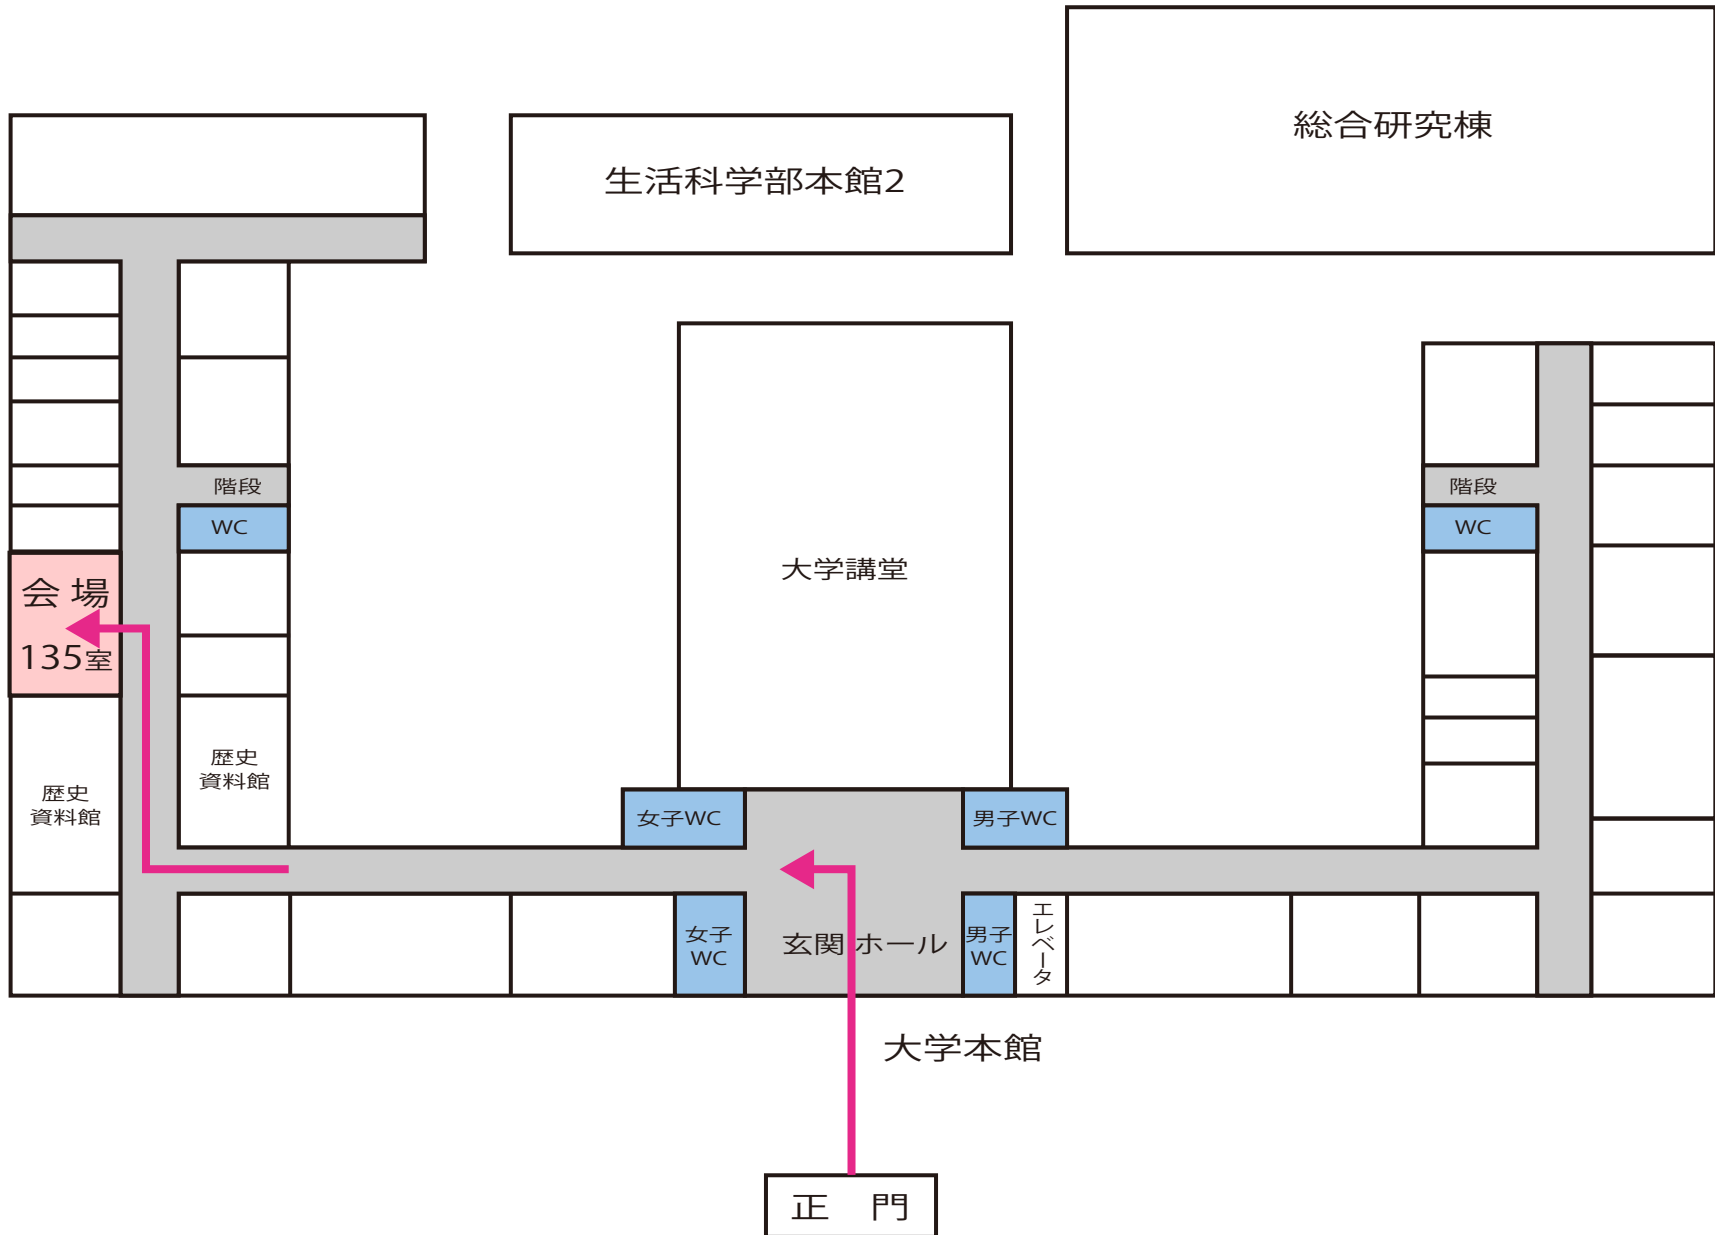 総合研究棟
生活科学部本館2
階段
階段
WC
WC
大学講堂
会場
135室
歴史
資料館
歴史
資料館
女子WC
男子WC
女子
WC
玄関ホール
男子
WC
エレベータ
大学本館
正 門